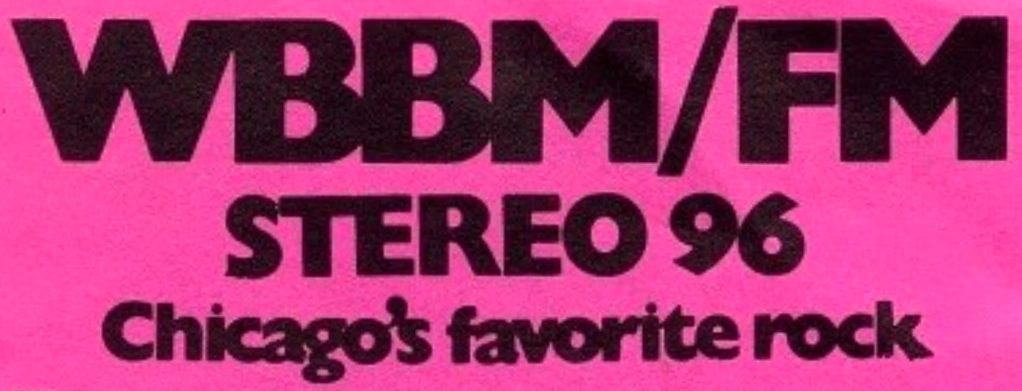 WBBM/FM
STEREO 96
Chicago's favorite rock